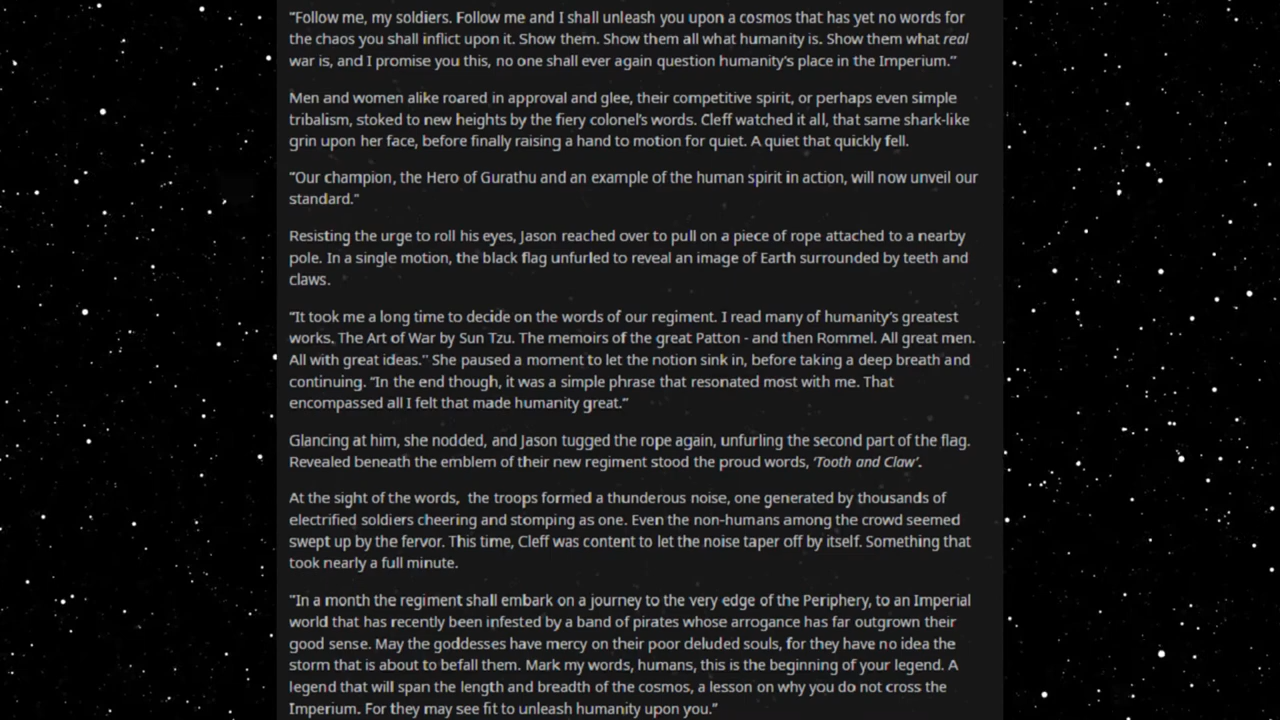 "Follow me, my soldiers. Follow me and I shall unleash you upon a cosmos that has yet no words for
the chaos you shall inflict upon it. Show them. Show them all what humanity is. Show them what real
war is, and I promise you this, no one shall ever again question humanity's place in the Imperium."
Men and women alike roared in approval and glee, their competitive spirit, or perhaps even simple
tribalism, stoked to new heights by the fiery colonel's words. Cleff watched it all, that same shark-like
grin upon her face, before finally raising a hand to motion for quiet. A quiet that quickly fell.
"Our champion, the Hero of Gurathu and an example of the human spirit in action, will now unveil our
standard."
Resisting the urge to roll his eyes, Jason reached over to pull on a piece of rope attached to a nearby
pole. In a single motion, the black flag unfurled to reveal an image of Earth surrounded by teeth and
claws.
"It took me a long time to decide on the words of our regiment. I read many of humanity's greatest
works. The Art of War by Sun Tzu. The memoirs of the great Patton - and then Rommel. All great men.
All with great ideas." She paused a moment to let the notion sink in, before taking a deep breath and
continuing. "In the end though, it was a simple phrase that resonated most with me. That
encompassed all I felt that made humanity great."
Glancing at him, she nodded, and Jason tugged the rope again, unfurling the second part of the flag.
Revealed beneath the emblem of their new regiment stood the proud words, 'Tooth and Claw'.
At the sight of the words,  the troops formed a thunderous noise, one generated by thousands of
electrified soldiers cheering and stomping as one. Even the non-humans among the crowd seemed
swept up by the fervor. This time, Cleff was content to let the noise taper off by itself. Something that
took nearly a full minute.
"In a month the regiment shall embark on a journey to the very edge of the Periphery, to an Imperial
world that has recently been infested by a band of pirates whose arrogance has far outgrown their
good sense. May the goddesses have mercy on their poor deluded souls, for they have no idea the
storm that is about to befall them. Mark my words, humans, this is the beginning of your legend. A
legend that will span the length and breadth of the cosmos, a lesson on why you do not cross the
Imperium. For they may see fit to unleash humanity upon you."